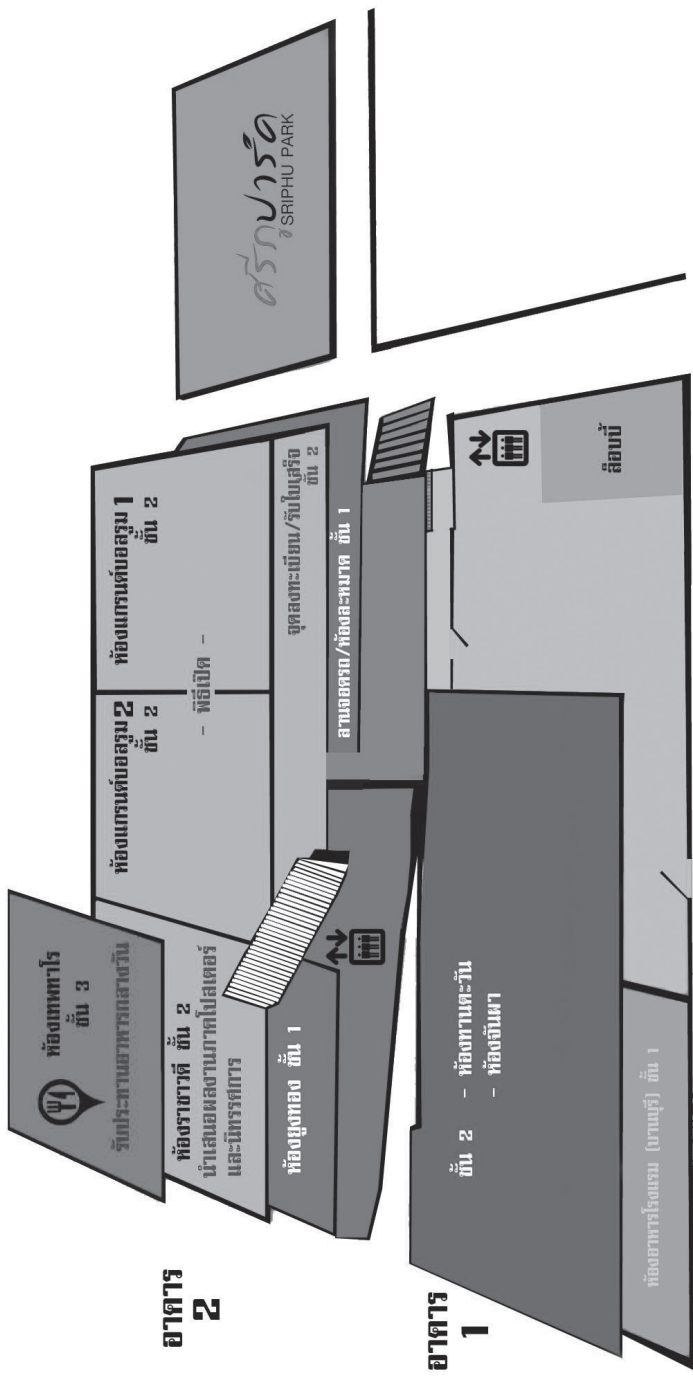 อาคาร
2
ห้องเทพทาโร
ชั้น 3
รับประทานอาหารกลางวัน
ห้องราชาวดี ชั้น 2
นำเสนอผลงานภาคโปสเตอร์
และนิทรรศการ
ห้องยูงทอง ชั้น 1
ห้องแกรนด์บอลรูม 2
ชั้น 2
ห้องแกรนด์บอลรูม 1
ชั้น 2
- พิธีเปิด -
จุดลงทะเบียน/รับใบเสร็จ
ชั้น 2
ลานจอดรถ/ห้องละหมาด ชั้น 1
ศรีภูปาร์ค
SRIPHU PARK
อาคาร
1
ชั้น 2 - ห้องทานตะวัน
- ห้องจันผา
ห้องอาหารโรงแรม (บานบุรี) ชั้น 1
ล็อบบี้